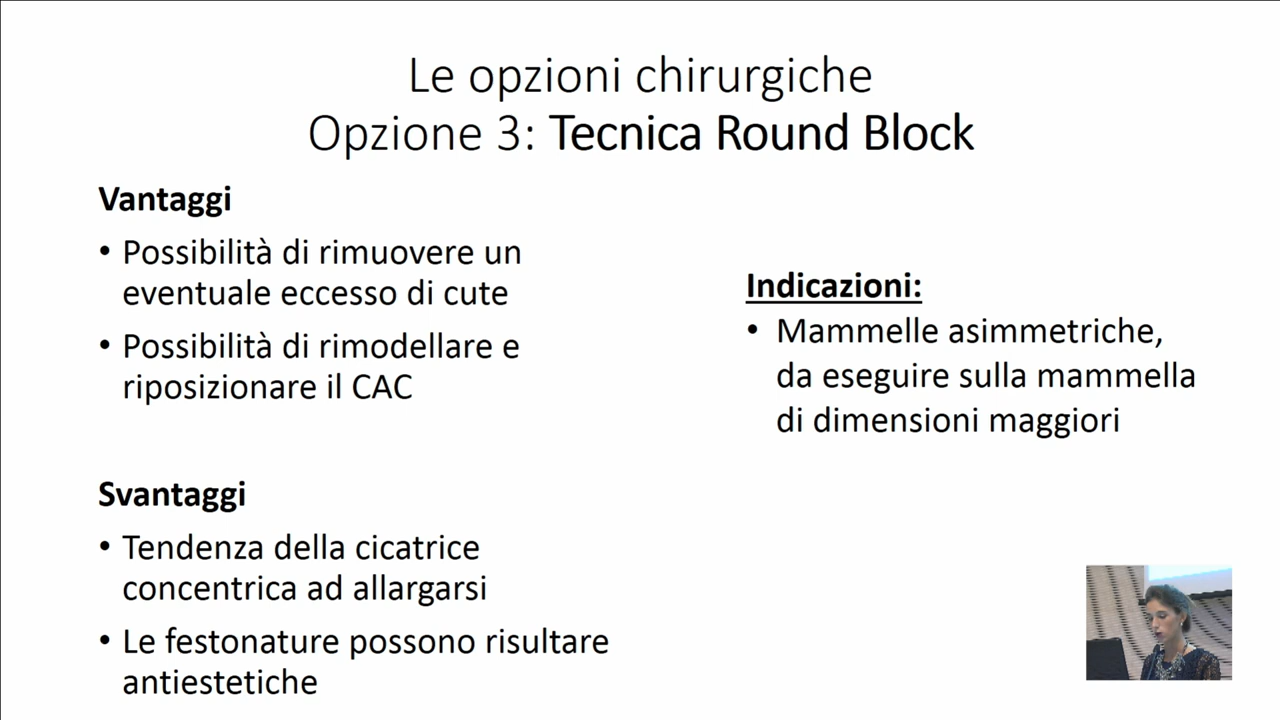 Le opzioni chirurgiche
Opzione 3: Tecnica Round Block
Vantaggi
• Possibilità di rimuovere un
eventuale eccesso di cute
• Possibilità di rimodellare e
riposizionare il CAC
Svantaggi
• Tendenza della cicatrice
concentrica ad allargarsi
• Le festonature possono risultare
antiestetiche
Indicazioni:
• Mammelle asimmetriche,
da eseguire sulla mammella
di dimensioni maggiori